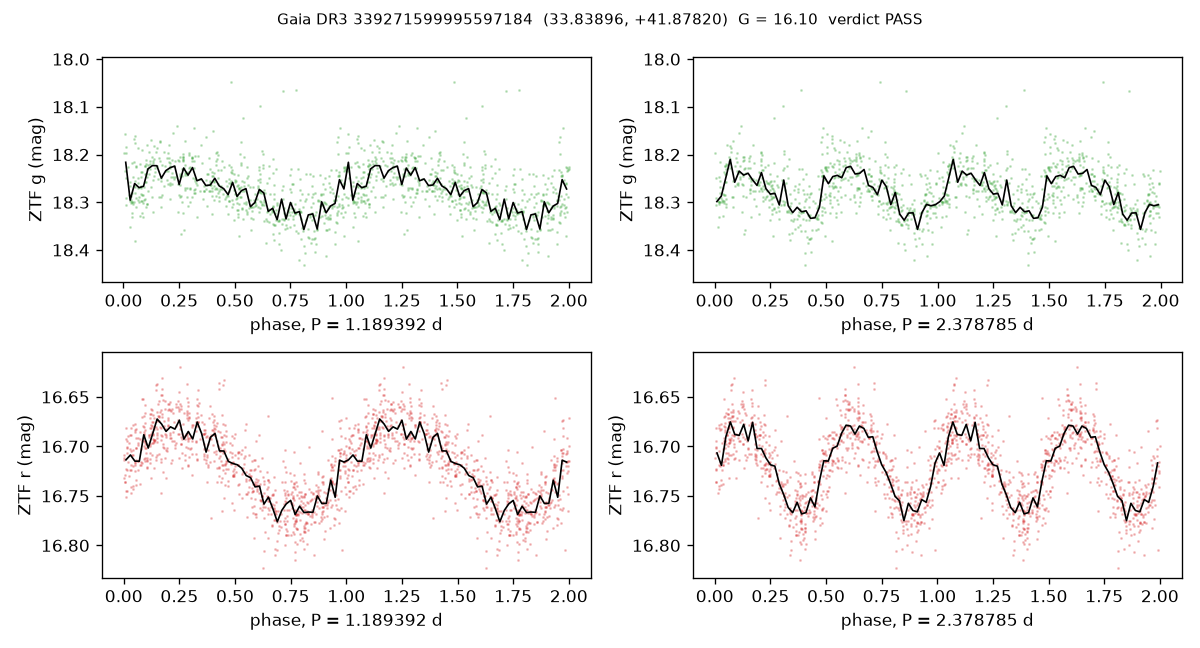 Gaia DR3 339271599995597184 (33.83896, +41.87820) G = 16.10 verdict PASS
ZTF g (mag)
18.0
18.1
18.2
18.3
18.4
0.00 0.25 0.50 0.75 1.00 1.25 1.50 1.75 2.00
phase, P = 1.189392 d
ZTF g (mag)
18.0
18.1
18.2
18.3
18.4
0.00 0.25 0.50 0.75 1.00 1.25 1.50 1.75 2.00
phase, P = 2.378785 d
ZTF r (mag)
16.65
16.70
16.75
16.80
0.00 0.25 0.50 0.75 1.00 1.25 1.50 1.75 2.00
phase, P = 1.189392 d
ZTF r (mag)
16.65
16.70
16.75
16.80
0.00 0.25 0.50 0.75 1.00 1.25 1.50 1.75 2.00
phase, P = 2.378785 d